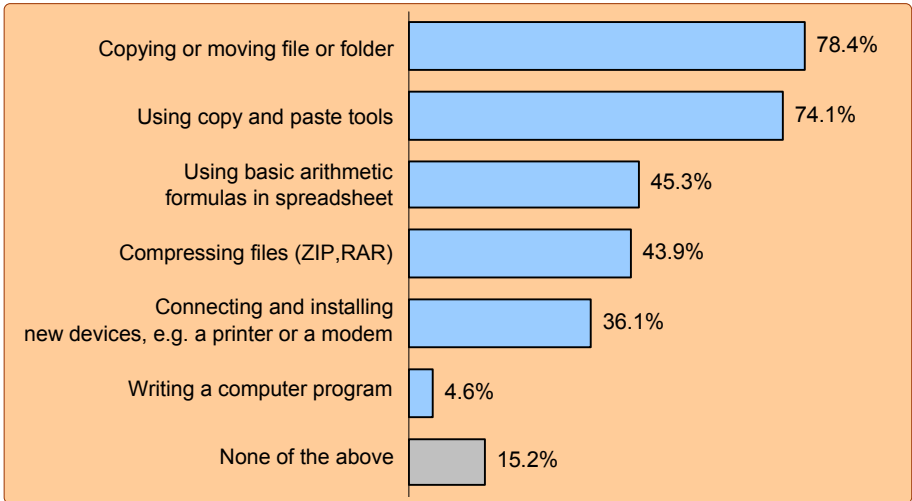 Copying or moving file or folder
78.4%
Using copy and paste tools
74.1%
Using basic arithmetic
formulas in spreadsheet
45.3%
Compressing files (ZIP,RAR)
43.9%
Connecting and installing
new devices, e.g. a printer or a modem
36.1%
Writing a computer program
4.6%
None of the above
15.2%